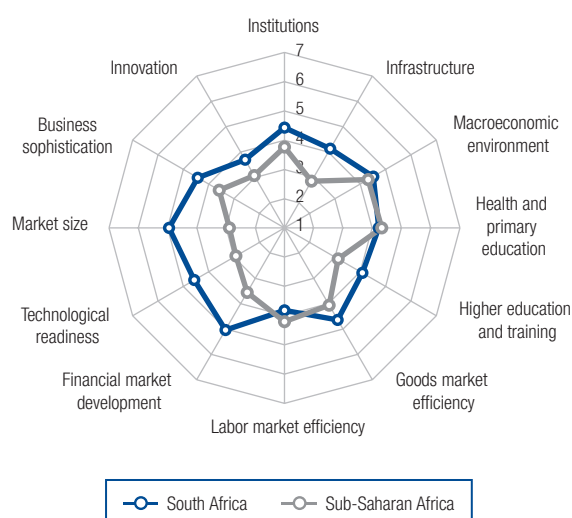 Institutions
7
6
5
4
3
2
1
Infrastructure
Macroeconomic
environment
Health and
primary
education
Higher education
and training
Goods market
efficiency
Labor market efficiency
Financial market
development
Technological
readiness
Market size
Business
sophistication
Innovation
South Africa
Sub-Saharan Africa